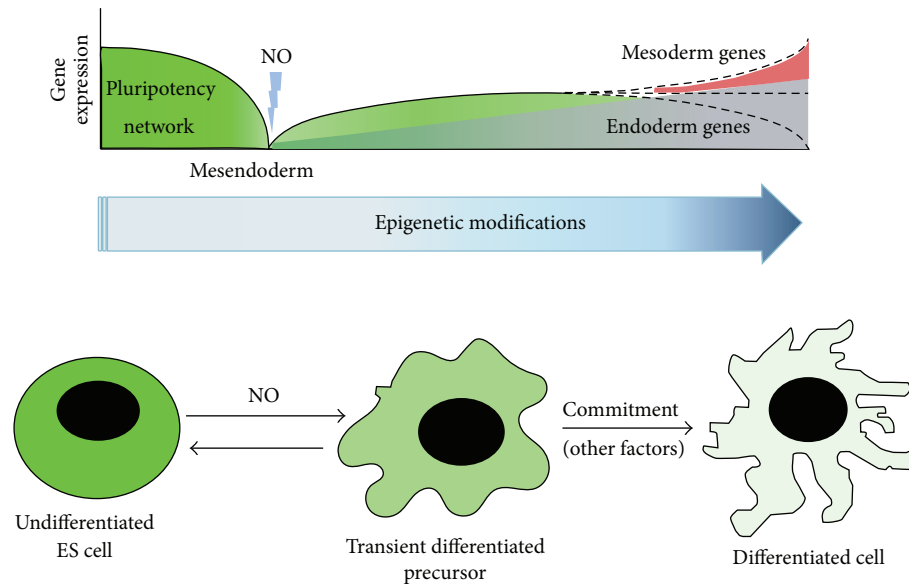 Gene
expression
NO
Pluripotency
network
Mesoderm genes
Endoderm genes
Mesendoderm
Epigenetic modifications
NO
Commitment
(other factors)
Undifferentiated
ES cell
Transient differentiated
precursor
Differentiated cell